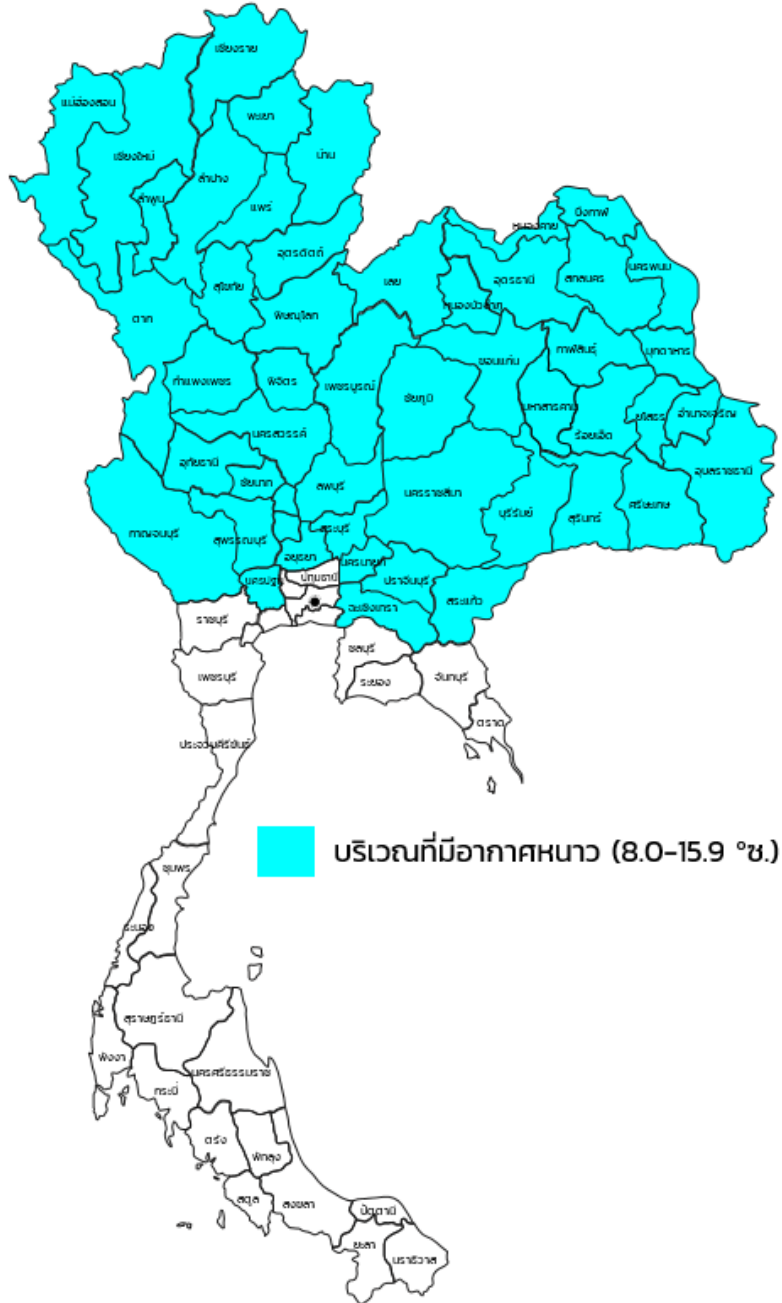 เชียงราย
แม่ฮ่องสอน
พะเยา
เชียงใหม่
น่าน
ลำปาง
ลำพูน
แพร่
อุตรดิตถ์
สุโขทัย
ตาก
พิษณุโลก
เลย
หนองคาย
บึงกาฬ
อุดรธานี
สกลนคร
นครพนม
หนองบัวลำภู
กำแพงเพชร
พิจิตร
เพชรบูรณ์
ชัยภูมิ
ขอนแก่น
กาฬสินธุ์
มุกดาหาร
มหาสารคาม
ร้อยเอ็ด
ยโสธร
อำนาจเจริญ
นครสวรรค์
อุทัยธานี
ชัยนาท
ลพบุรี
นครราชสีมา
บุรีรัมย์
สุรินทร์
ศรีษะเกษ
อุบลราชธานี
กาญจนบุรี
สุพรรณบุรี
สระบุรี
อยุธยา
นครนายก
ปราจีนบุรี
นครปฐม
ปทุมธานี
ฉะเชิงเทรา
สระแก้ว
ราชบุรี
ชลบุรี
เพชรบุรี
ระยอง
จันทบุรี
ตราด
ประจวบคีรีขันธ์
บริเวณที่มีอากาศหนาว (8.0-15.9 °ซ.)
ชุมพร
ระนอง
สุราษฎร์ธานี
พังงา
นครศรีธรรมราช
กระบี่
ตรัง
พัทลุง
สตูล
สงขลา
ปัตตานี
ยะลา
นราธิวาส